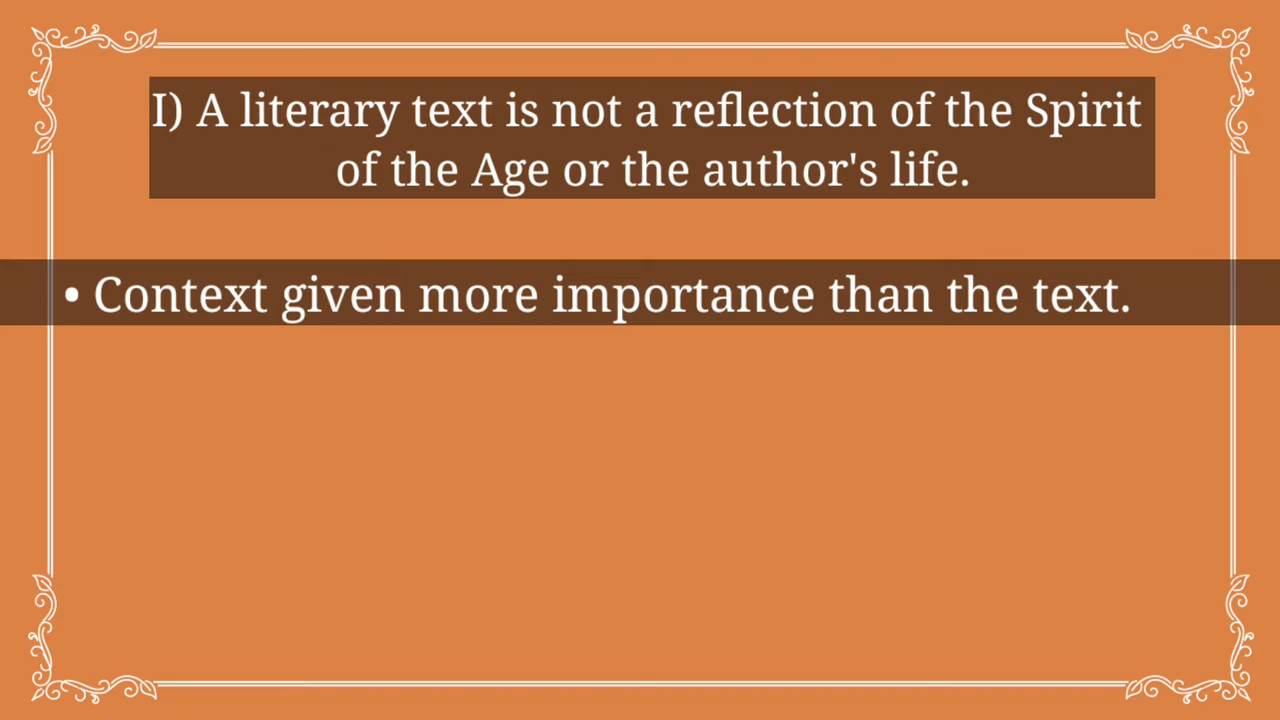 I) A literary text is not a reflection of the Spirit
of the Age or the author's life.
• Context given more importance than the text.